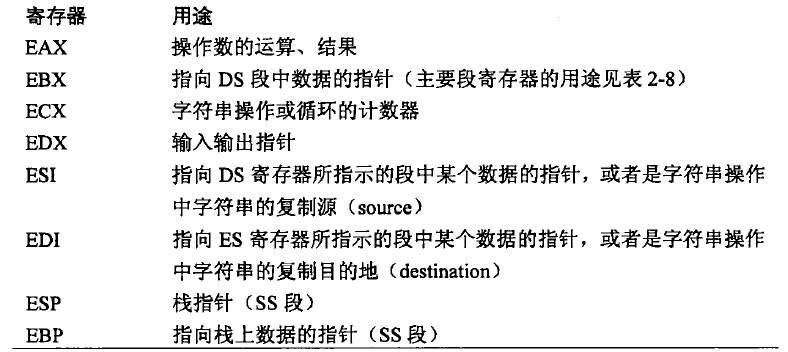 寄存器 用途
EAX 操作数的运算、结果
EBX 指向 DS 段中数据的指针（主要段寄存器的用途见表 2-8）
ECX 字符串操作或循环的计数器
EDX 输入输出指针
ESI 指向 DS 寄存器所指示的段中某个数据的指针，或者是字符串操作
中字符串的复制源（source）
EDI 指向 ES 寄存器所指示的段中某个数据的指针，或者是字符串操作
中字符串的复制目的地（destination）
ESP 栈指针（SS 段）
EBP 指向栈上数据的指针（SS 段）